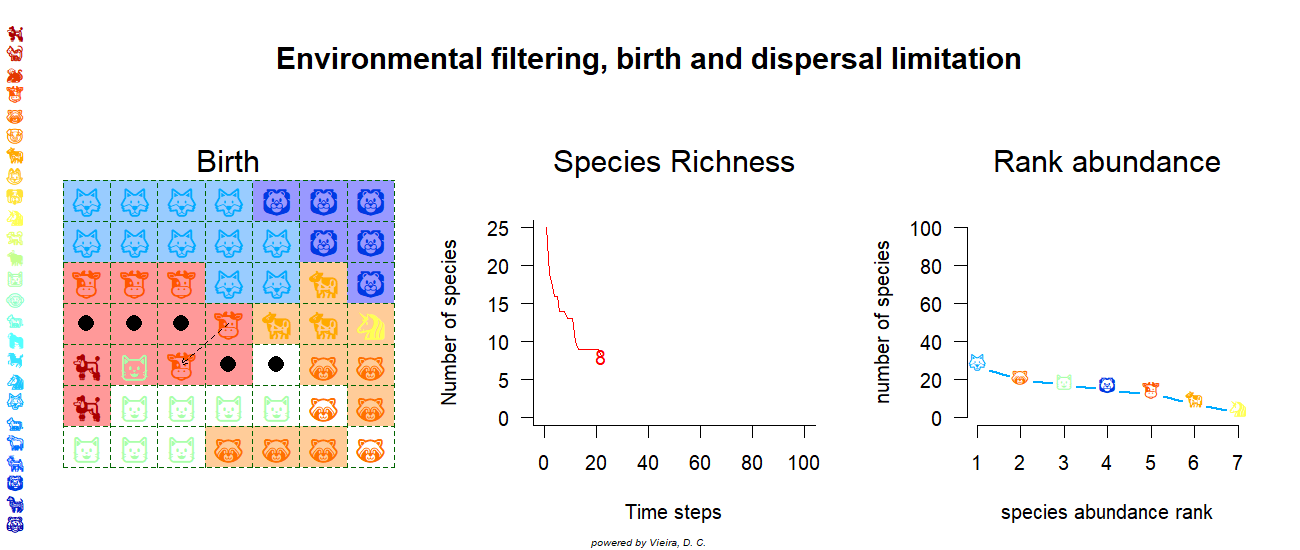 Environmental filtering, birth and dispersal limitation
Birth
Species Richness
Rank abundance
Number of species
25
20
15
10
5
0
8
0
20
40
60
80
100
Time steps
number of species
100
80
60
40
20
0
1
2
3
4
5
6
7
species abundance rank
powered by Vieira, D. C.